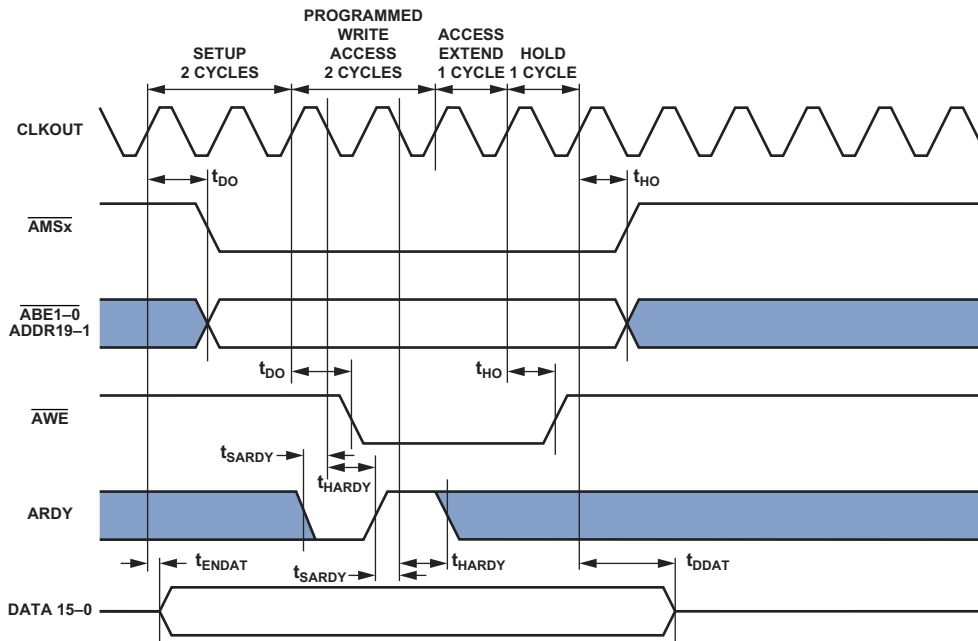 SETUP
2 CYCLES
PROGRAMMED
WRITE
ACCESS
2 CYCLES
ACCESS
EXTEND
1 CYCLE
HOLD
1 CYCLE
CLKOUT
tDO
tHO
AMSx
ABE1–0
ADDR19–1
tDO
tHO
AWE
tSARDY
tHARDY
ARDY
tENDAT
tSARDY
tHARDY
tDDAT
DATA 15–0